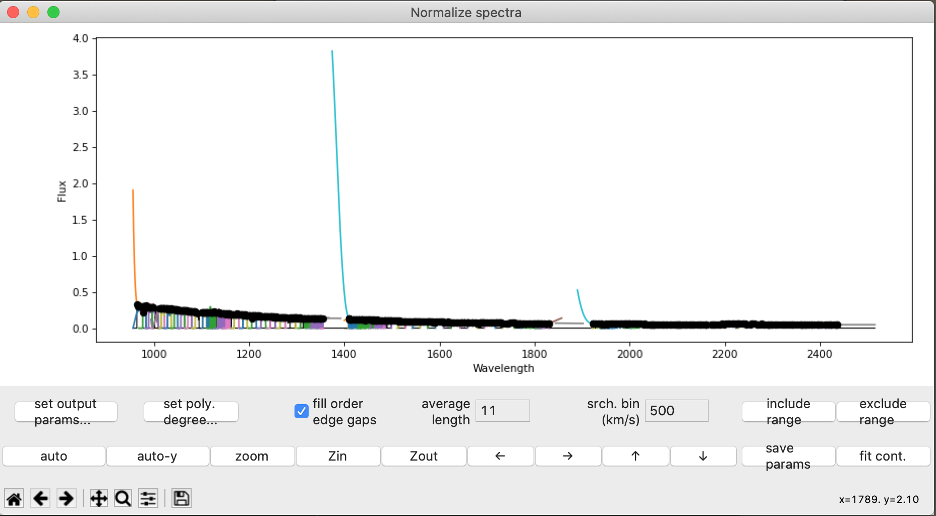 Normalize spectra
4.0
3.5
3.0
2.5
2.0
1.5
1.0
0.5
0.0
Flux
1000 1200 1400 1600 1800 2000 2200 2400
Wavelength
set output
params...
set poly.
degree...
fill order
edge gaps
average
length
11
srch. bin
(km/s)
500
include
range
exclude
range
auto
auto-y
zoom
Zin
Zout
←
→
↑
↓
save
params
fit cont.
x=1789. y=2.10